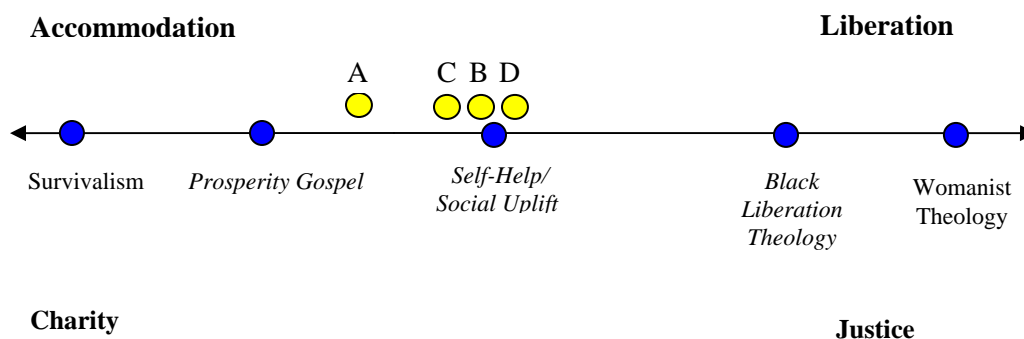 Accommodation Liberation
A C B D
Survivalism Prosperity Gospel Self-Help/ Black Womanist
Social Uplift Liberation Theology
Theology
Charity Justice